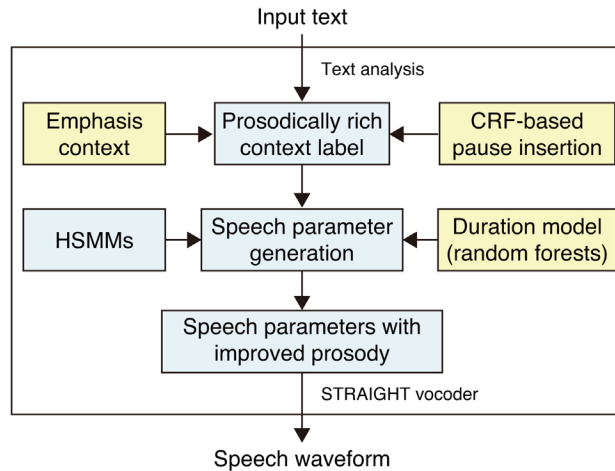 Input text
Text analysis
Emphasis
context
Prosodically rich
context label
CRF-based
pause insertion
HSMMs
Speech parameter
generation
Duration model
(random forests)
Speech parameters with
improved prosody
STRAIGHT vocoder
Speech waveform